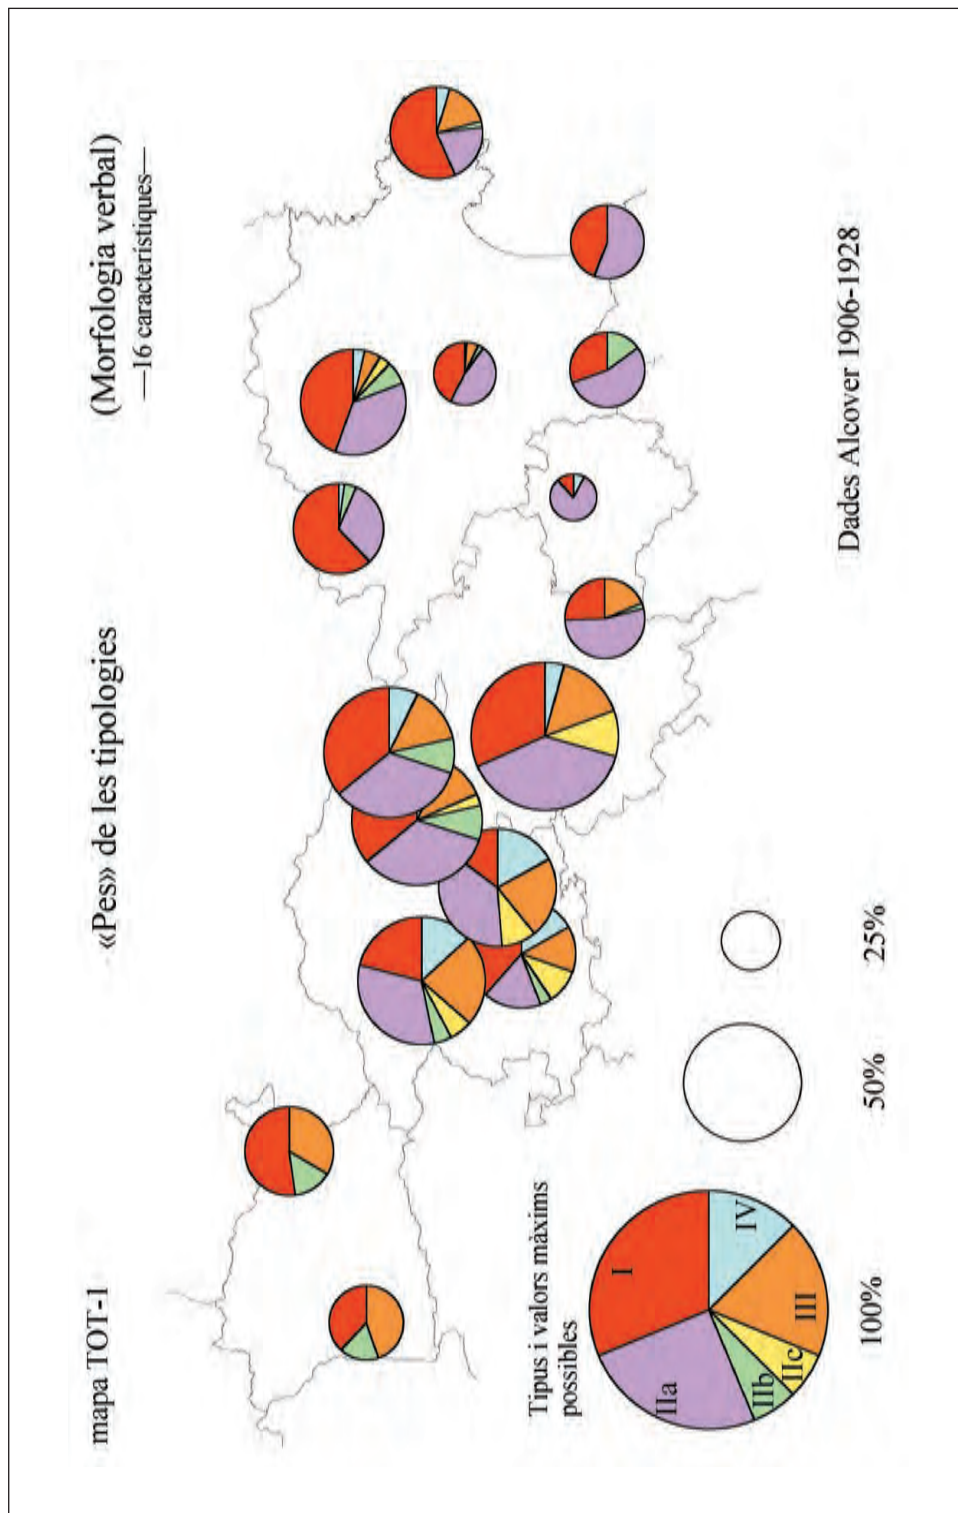 mapa TOT-1
«Pes» de les tipologies
(Morfologia verbal)
—16 característiques—
Tipus i valors màxims
possibles
I
IIa
IIb
IIc
III
IV
100%
50%
25%
Dades Alcover 1906-1928